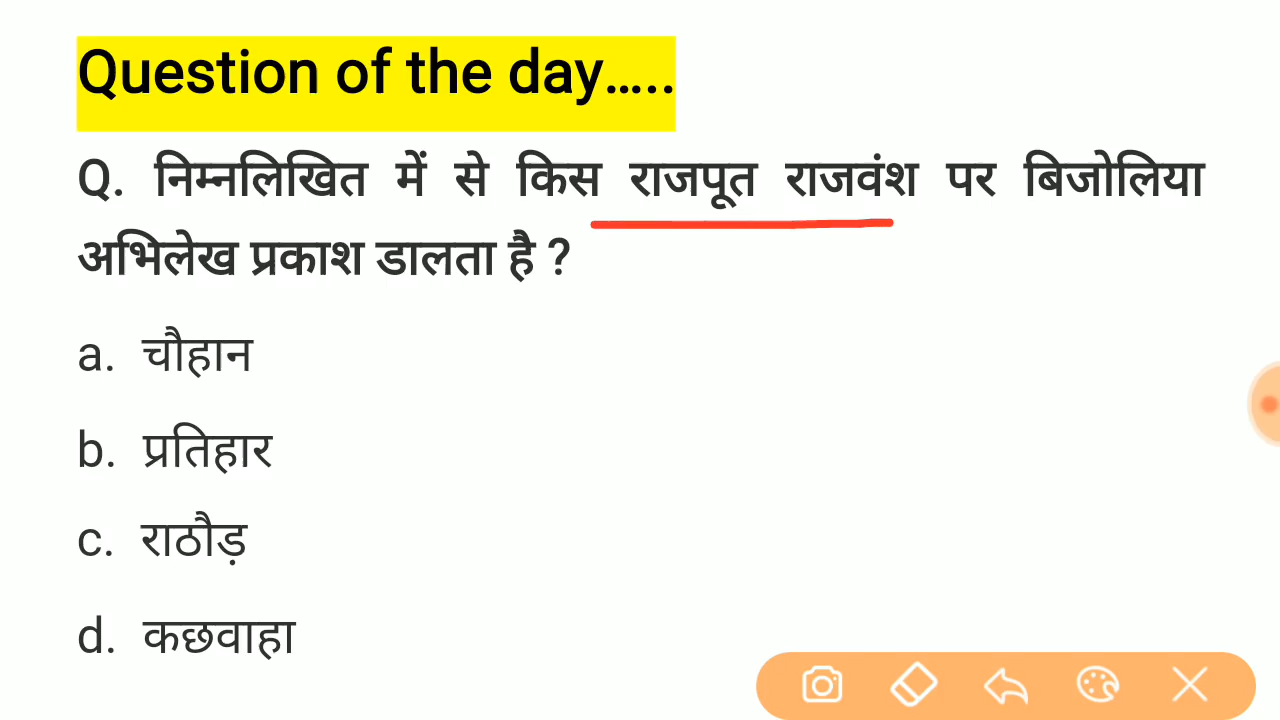 Question of the day.....
Q. निम्नलिखित में से किस राजपूत राजवंश पर बिजोलिया
अभिलेख प्रकाश डालता है ?
a. चौहान
b. प्रतिहार
c. राठौड़
d. कछवाहा